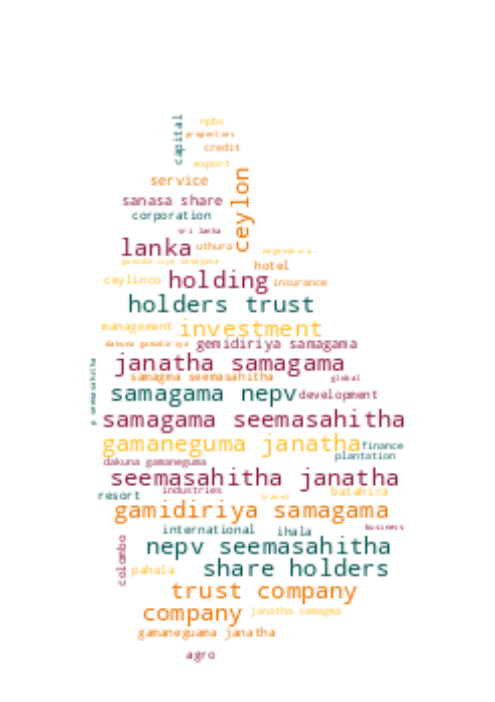 capital
npbs
properties
credit
export
service
ceylon
sanasa share
corporation
sri lanka
lanka
uthura
gamidiriya samagama
hotel
ceylinco
holding
insurance
holders trust
management
investment
dakuna gamidiriya
gemidiriya samagama
janatha samagama
p seemasahitha
samagma seemasahitha
global
samagama nepv
development
samagama seemasahitha
gamaneguma janatha
finance
plantation
dakuna gamaneguma
seemasahitha janatha
resort
industries
travel
batahira
gamidiriya samagama
business
international
ihala
nepv seemasahitha
colombo
pahala
share holders
trust company
company
janatha samagma
gamaneguama janatha
agro